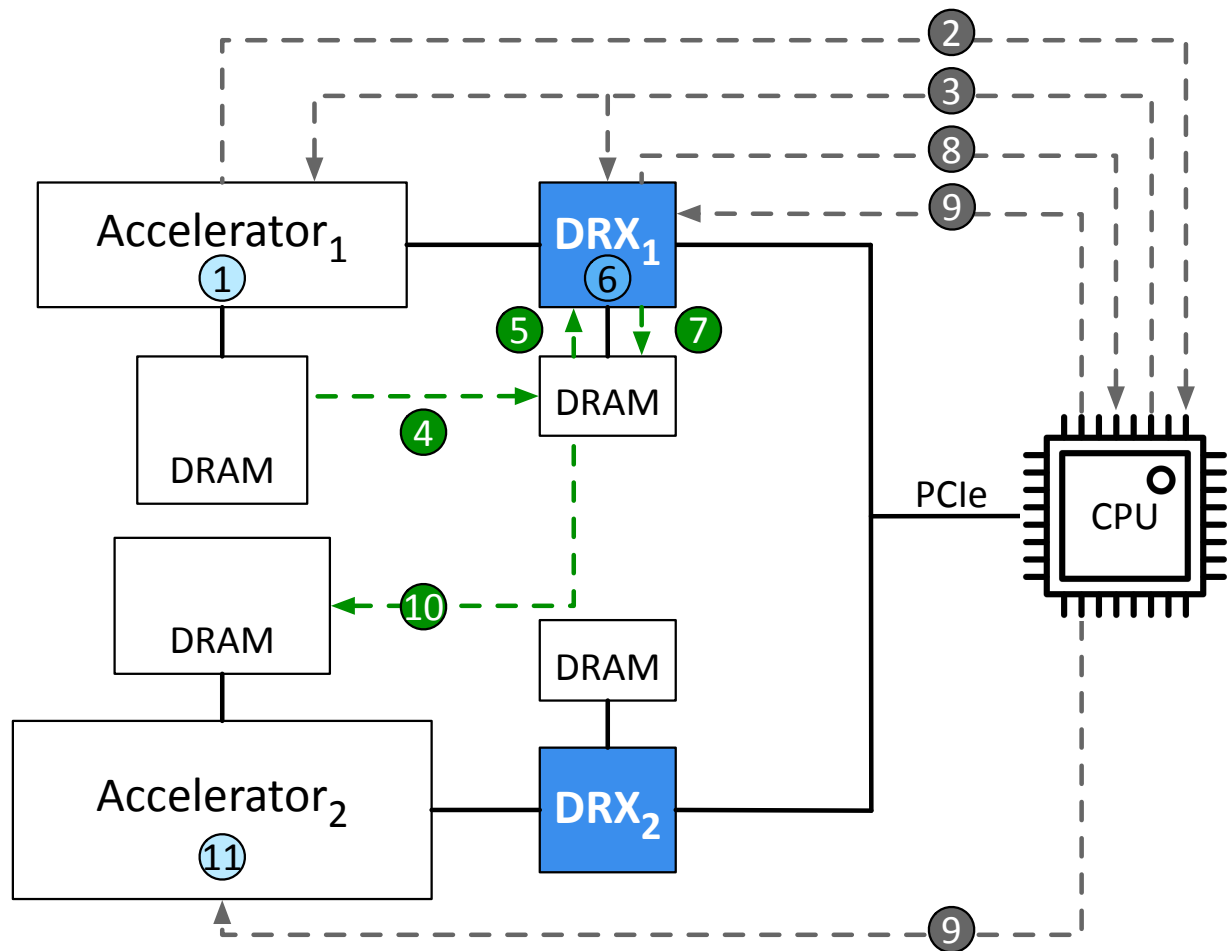 2
3
8
9
Accelerator₁
DRX₁
1
6
5
7
DRAM
4
DRAM
PCIe
CPU
10
DRAM
DRAM
Accelerator₂
DRX₂
11
9